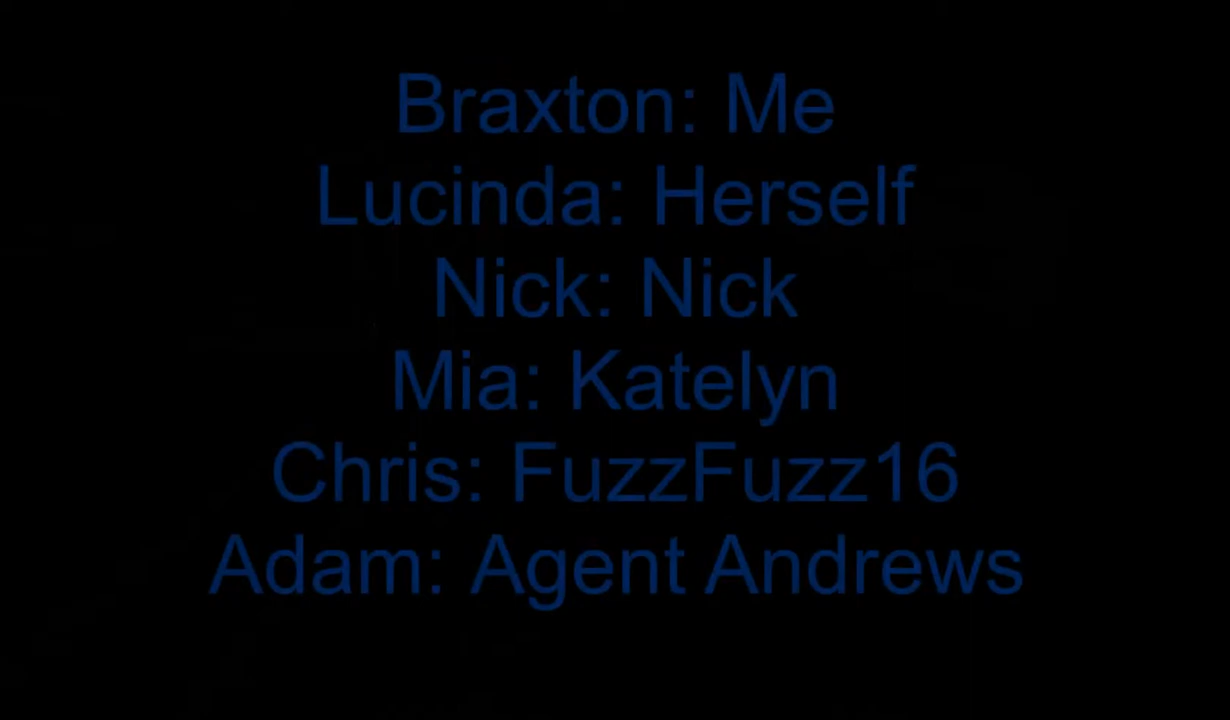 Braxton: Me
Lucinda: Herself
Nick: Nick
Mia: Katelyn
Chris: FuzzFuzz16
Adam: Agent Andrews